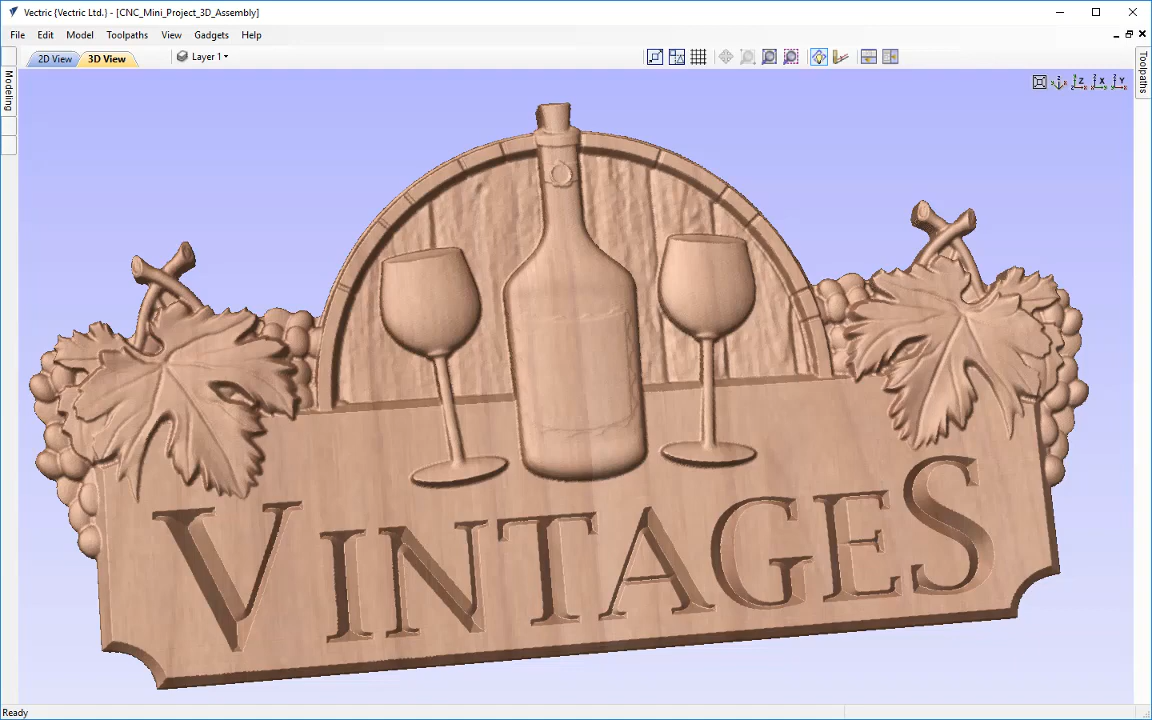 Vectric {Vectric Ltd.} - [CNC_Mini_Project_3D_Assembly]
File Edit Model Toolpaths View Gadgets Help
2D View 3D View Layer 1
Modeling
Toolpaths
Z X Y
VINTAGES
Ready